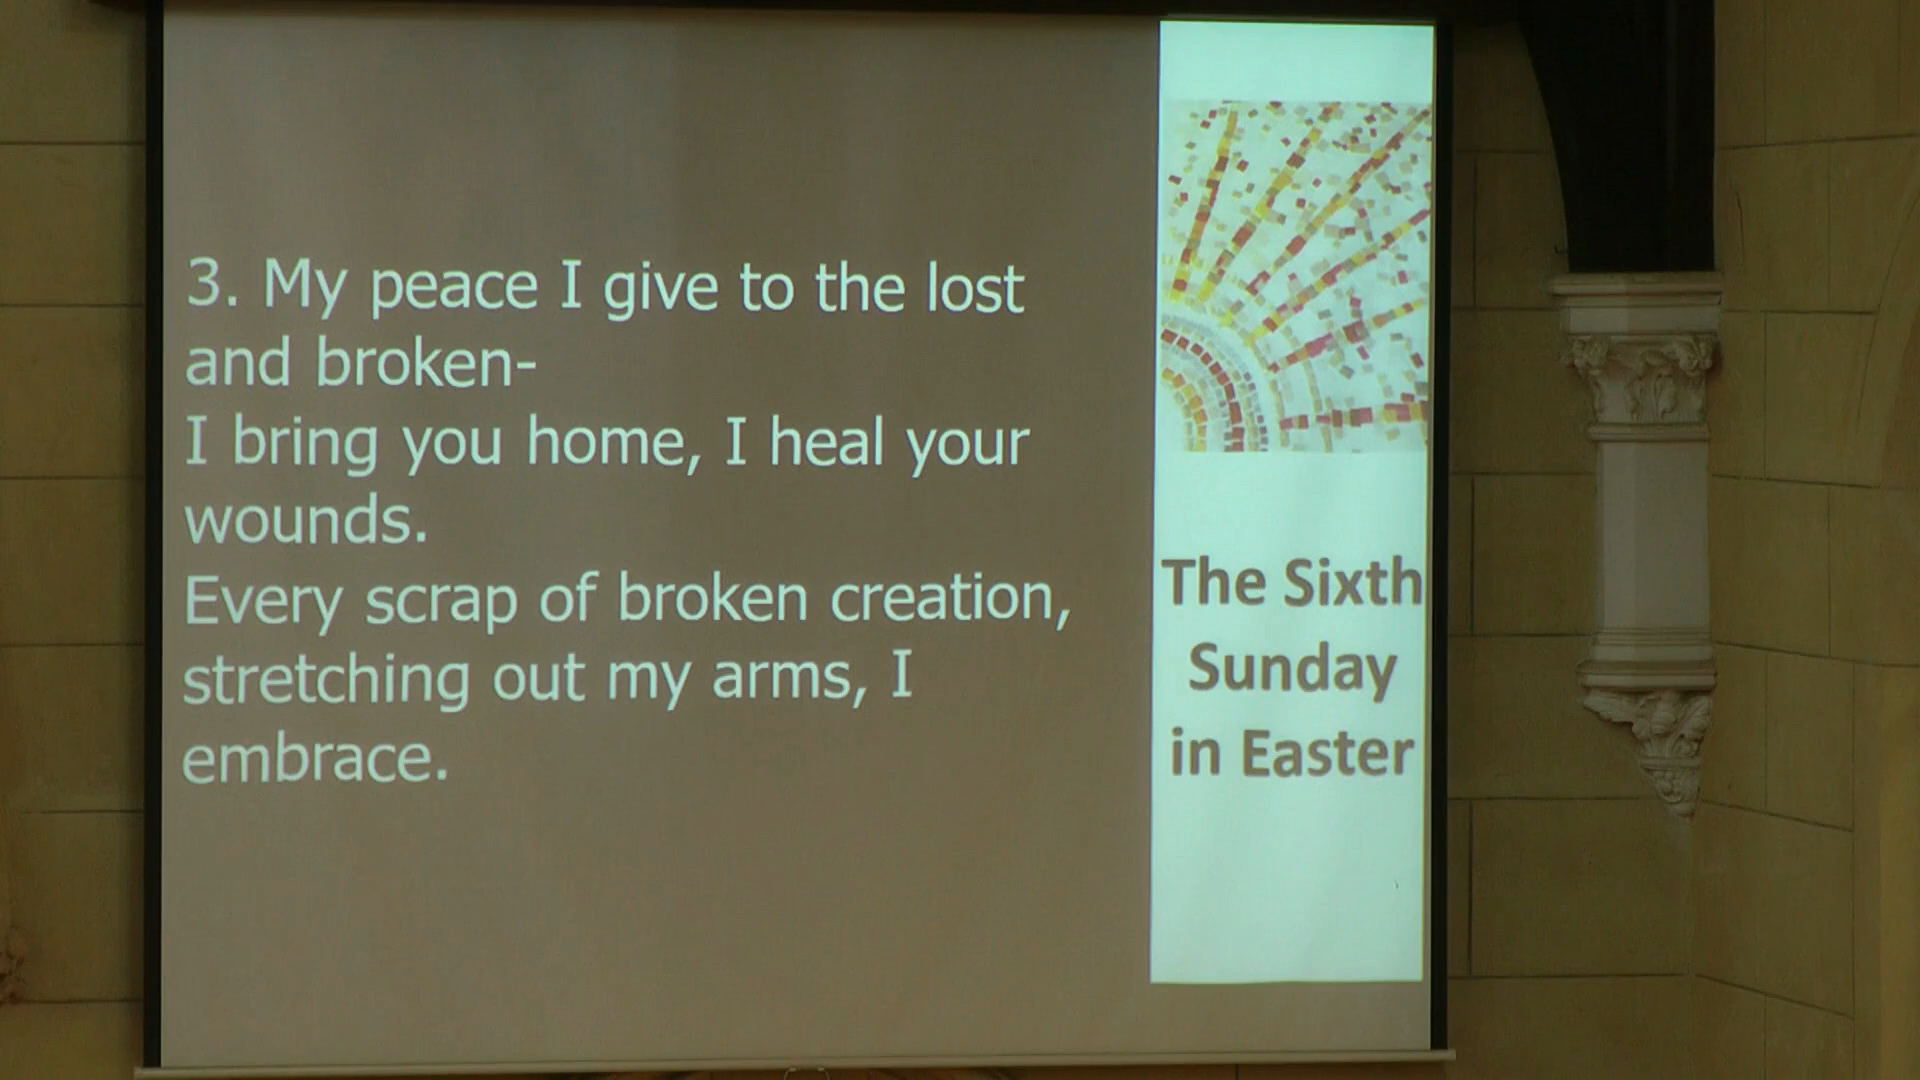 3. My peace I give to the lost
and broken-
I bring you home, I heal your
wounds.
Every scrap of broken creation,
stretching out my arms, I
embrace.
The Sixth
Sunday
in Easter